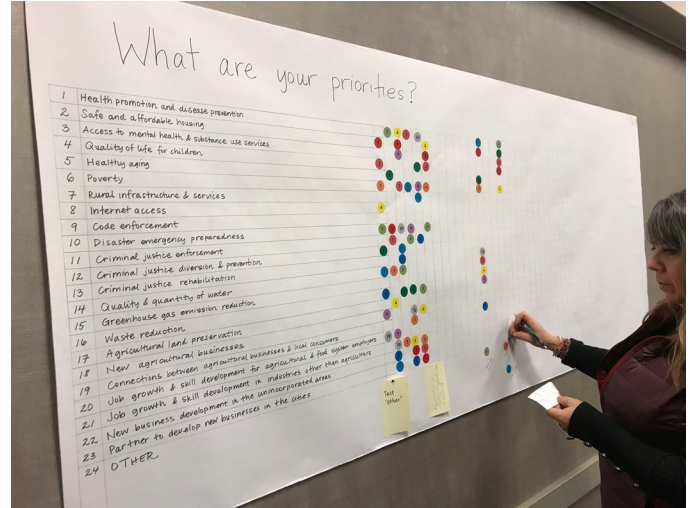 What are your priorities?
1 Health promotion and disease prevention
2 Safe and affordable housing
3 Access to mental health & substance use services
4 Quality of life for children
5 Healthy aging
6 Poverty
7 Rural infrastructure & services
8 Internet access
9 Code enforcement
10 Disaster emergency preparedness
11 Criminal justice enforcement
12 Criminal justice diversion & prevention
13 Criminal justice rehabilitation
14 Quality & quantity of water
15 Greenhouse gas emission reduction
16 Waste reduction
17 Agricultural land preservation
18 New agricultural businesses
19 Connections between agricultural businesses & local consumers
20 Job growth & skill development for agricultural & food system employers
21 Job growth & skill development in industries other than agriculture
22 New business development in the unincorporated areas
23 Partner to develop new businesses in the cities
24 OTHER
"other"